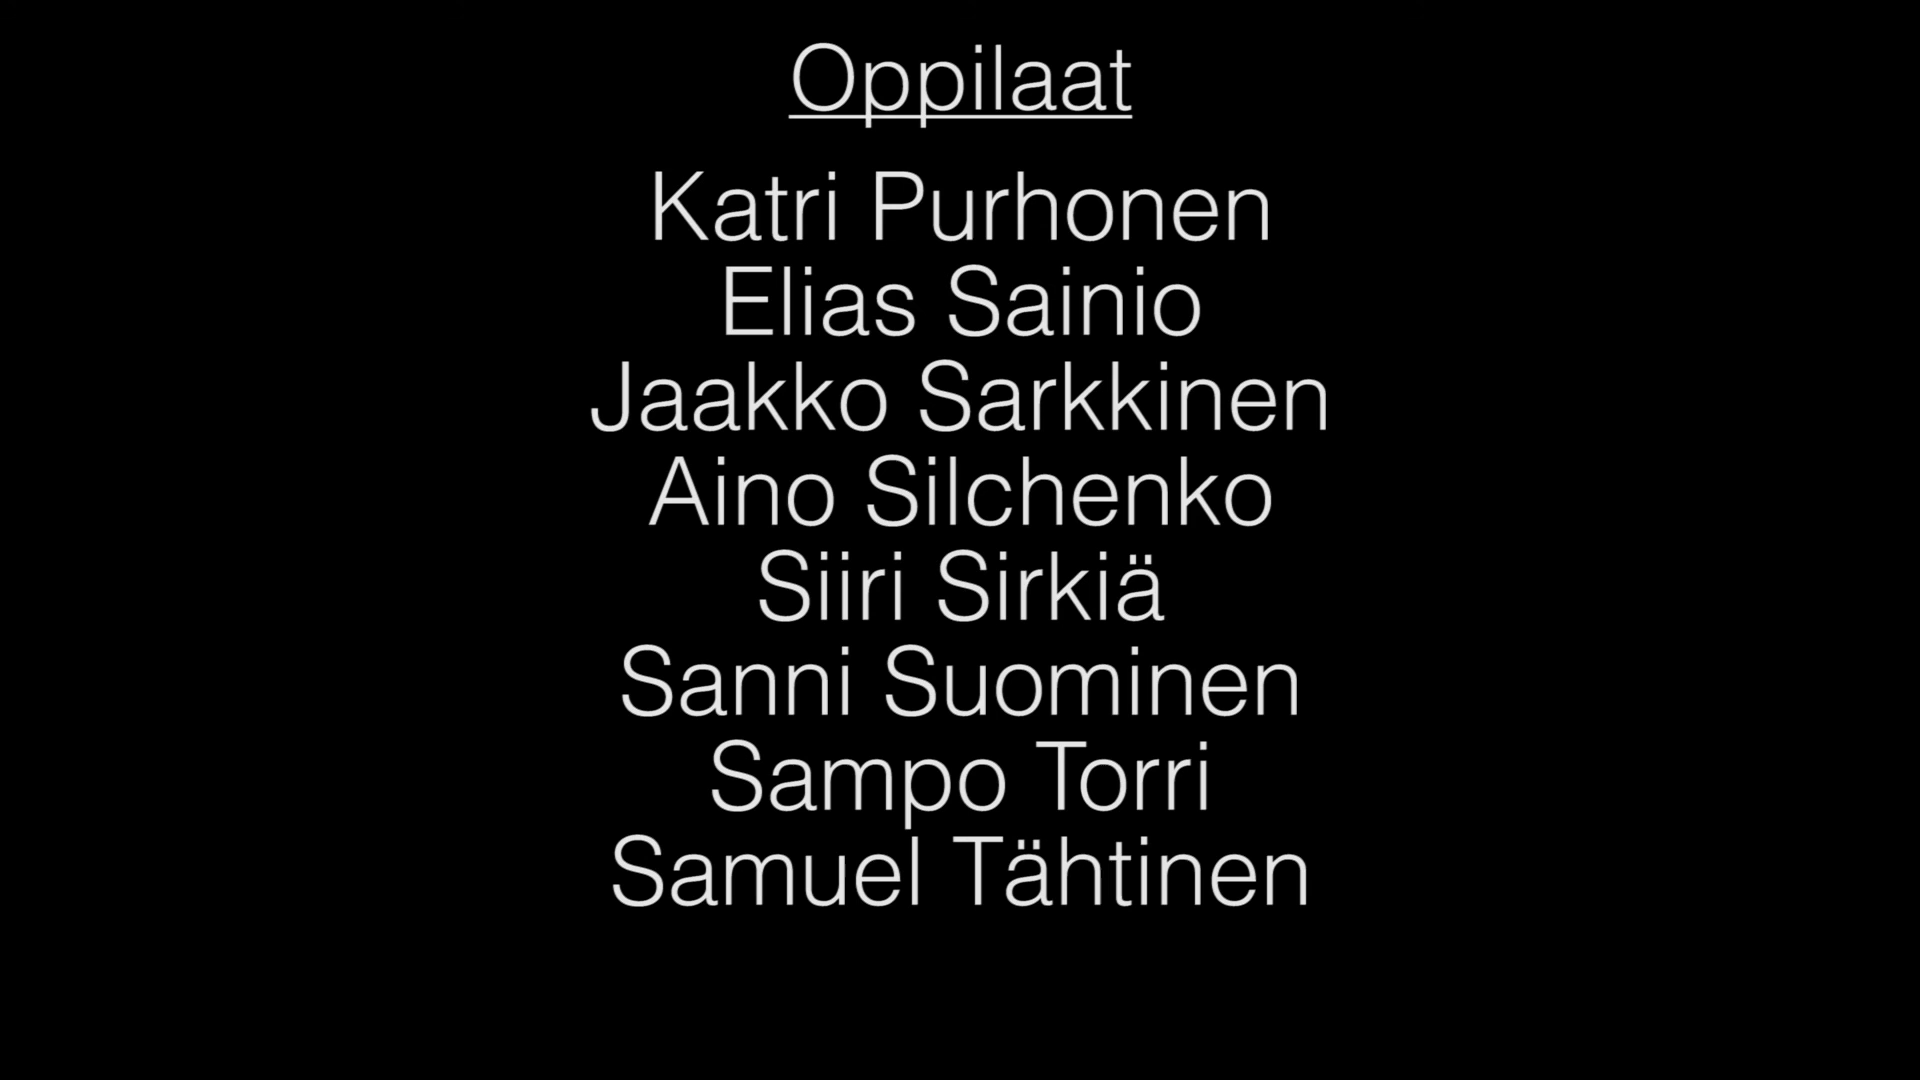 Oppilaat
Katri Purhonen
Elias Sainio
Jaakko Sarkkinen
Aino Silchenko
Siiri Sirkiä
Sanni Suominen
Sampo Torri
Samuel Tähtinen